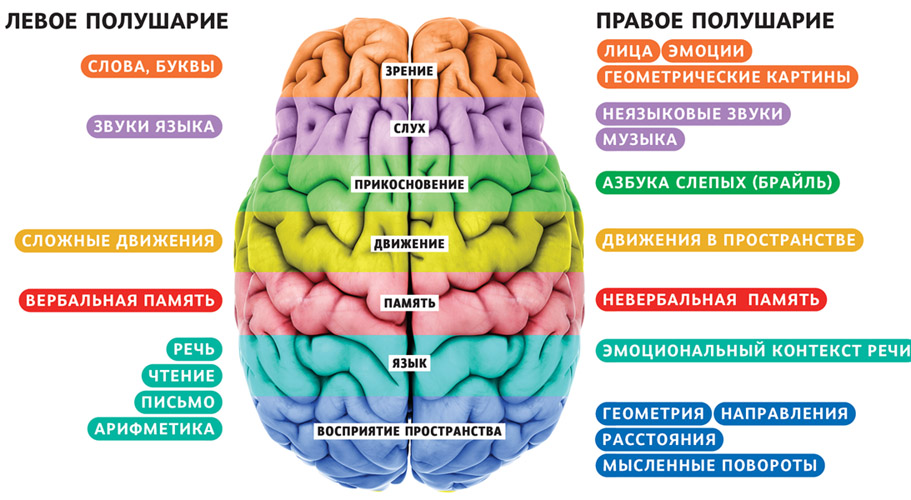 ЛЕВОЕ ПОЛУШАРИЕ
СЛОВА, БУКВЫ
ЗВУКИ ЯЗЫКА
СЛОЖНЫЕ ДВИЖЕНИЯ
ВЕРБАЛЬНАЯ ПАМЯТЬ
РЕЧЬ
ЧТЕНИЕ
ПИСЬМО
АРИФМЕТИКА
ЗРЕНИЕ
СЛУХ
ПРИКОСНОВЕНИЕ
ДВИЖЕНИЕ
ПАМЯТЬ
ЯЗЫК
ВОСПРИЯТИЕ ПРОСТРАНСТВА
ПРАВОЕ ПОЛУШАРИЕ
ЛИЦА ЭМОЦИИ
ГЕОМЕТРИЧЕСКИЕ КАРТИНЫ
НЕЯЗЫКОВЫЕ ЗВУКИ
МУЗЫКА
АЗБУКА СЛЕПЫХ (БРАЙЛЬ)
ДВИЖЕНИЯ В ПРОСТРАНСТВЕ
НЕВЕРБАЛЬНАЯ ПАМЯТЬ
ЭМОЦИОНАЛЬНЫЙ КОНТЕКСТ РЕЧИ
ГЕОМЕТРИЯ НАПРАВЛЕНИЯ
РАССТОЯНИЯ
МЫСЛЕННЫЕ ПОВОРОТЫ